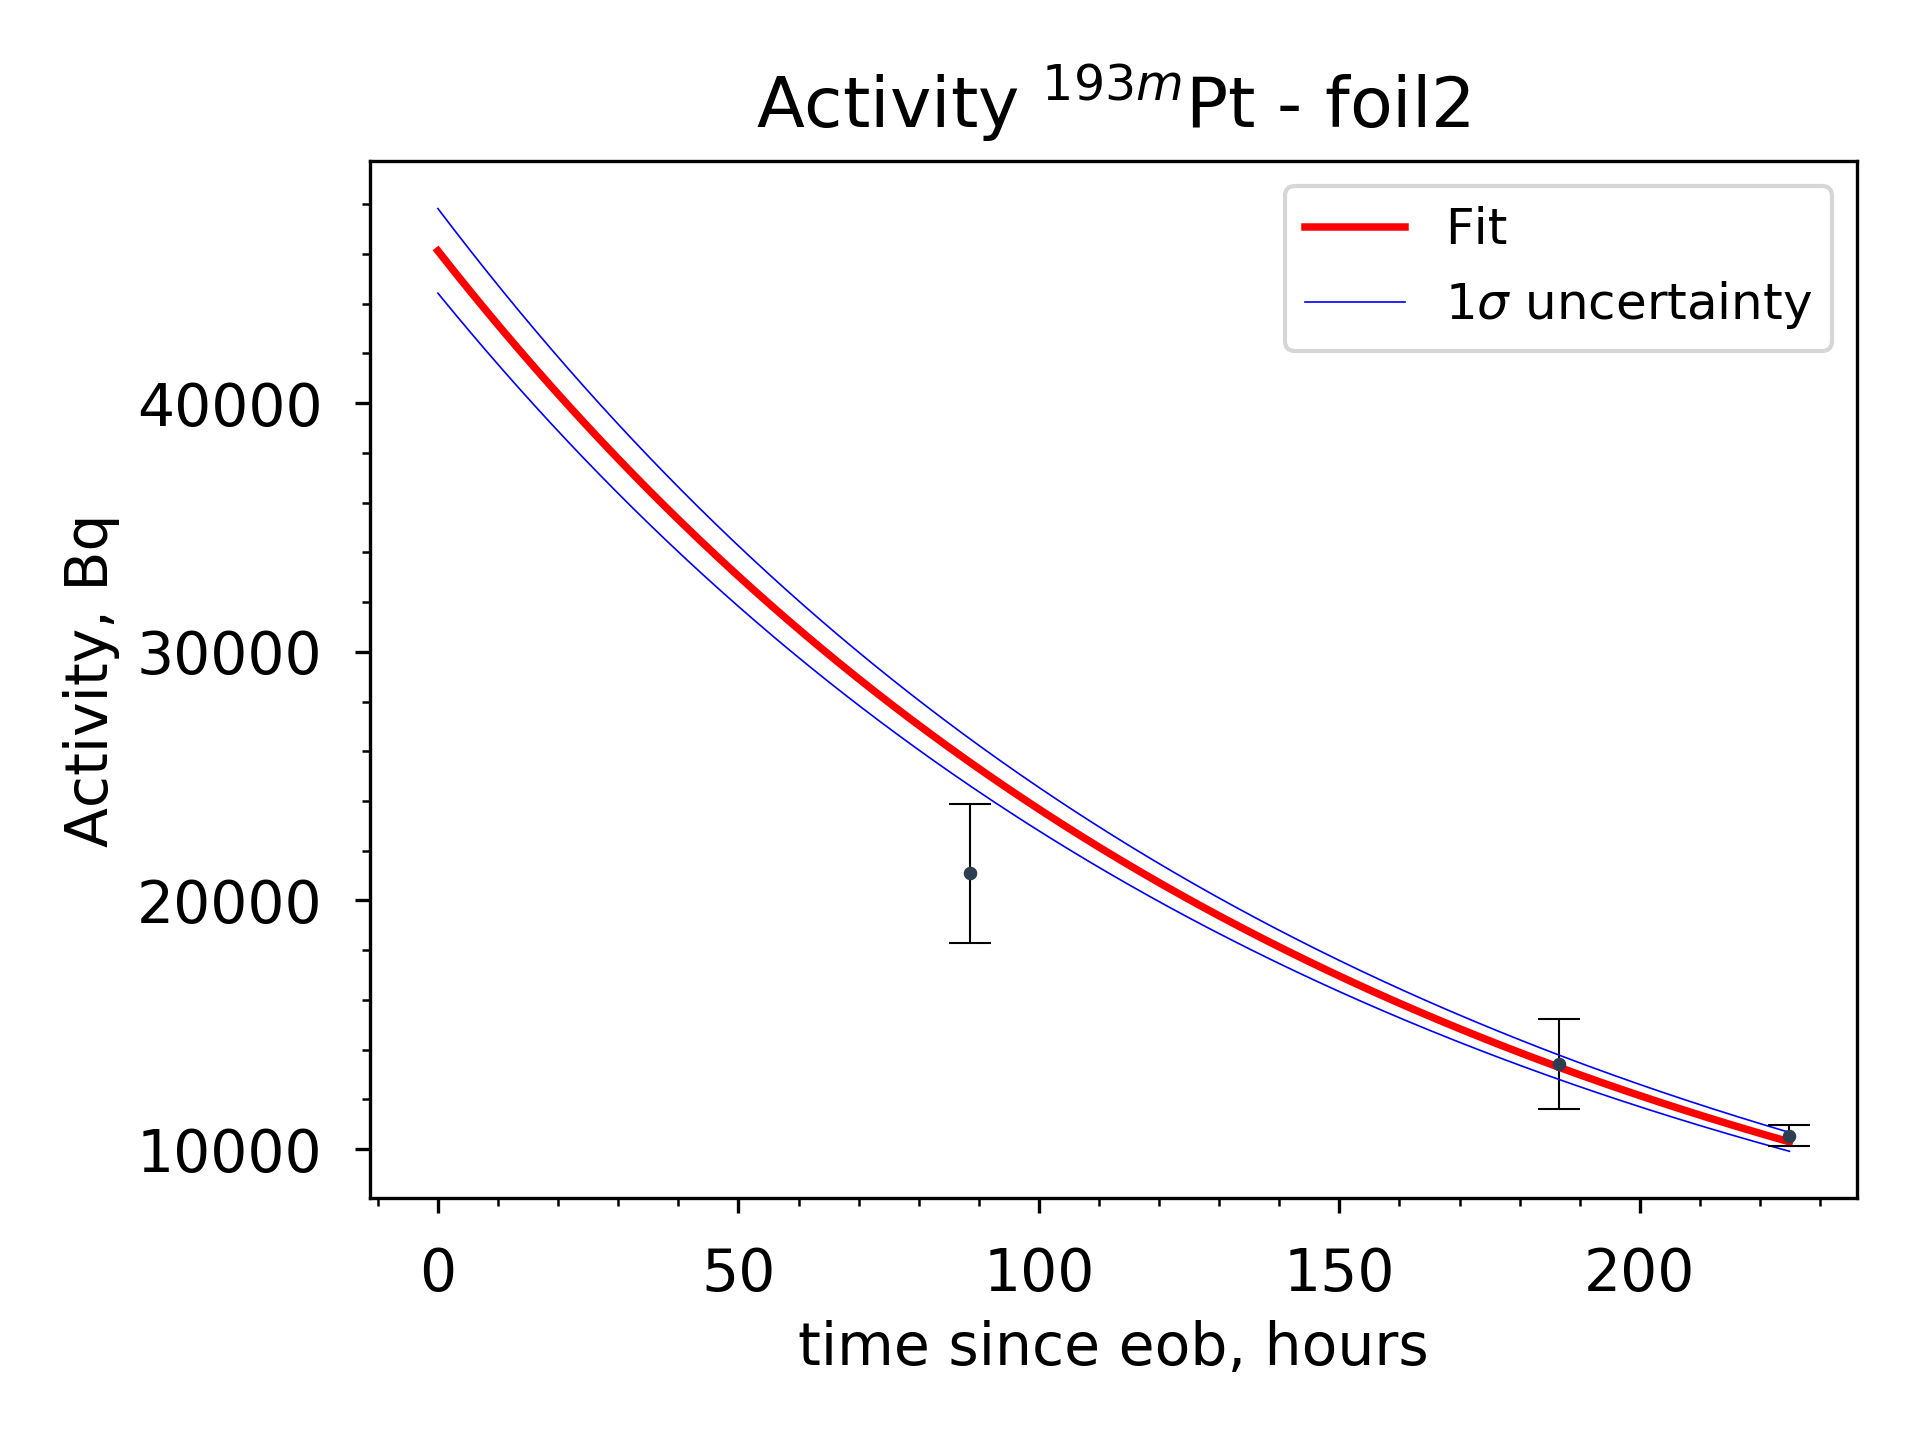 Activity ¹⁹³ᵐPt - foil2
Fit
1σ uncertainty
Activity, Bq
40000
30000
20000
10000
0 50 100 150 200
time since eob, hours